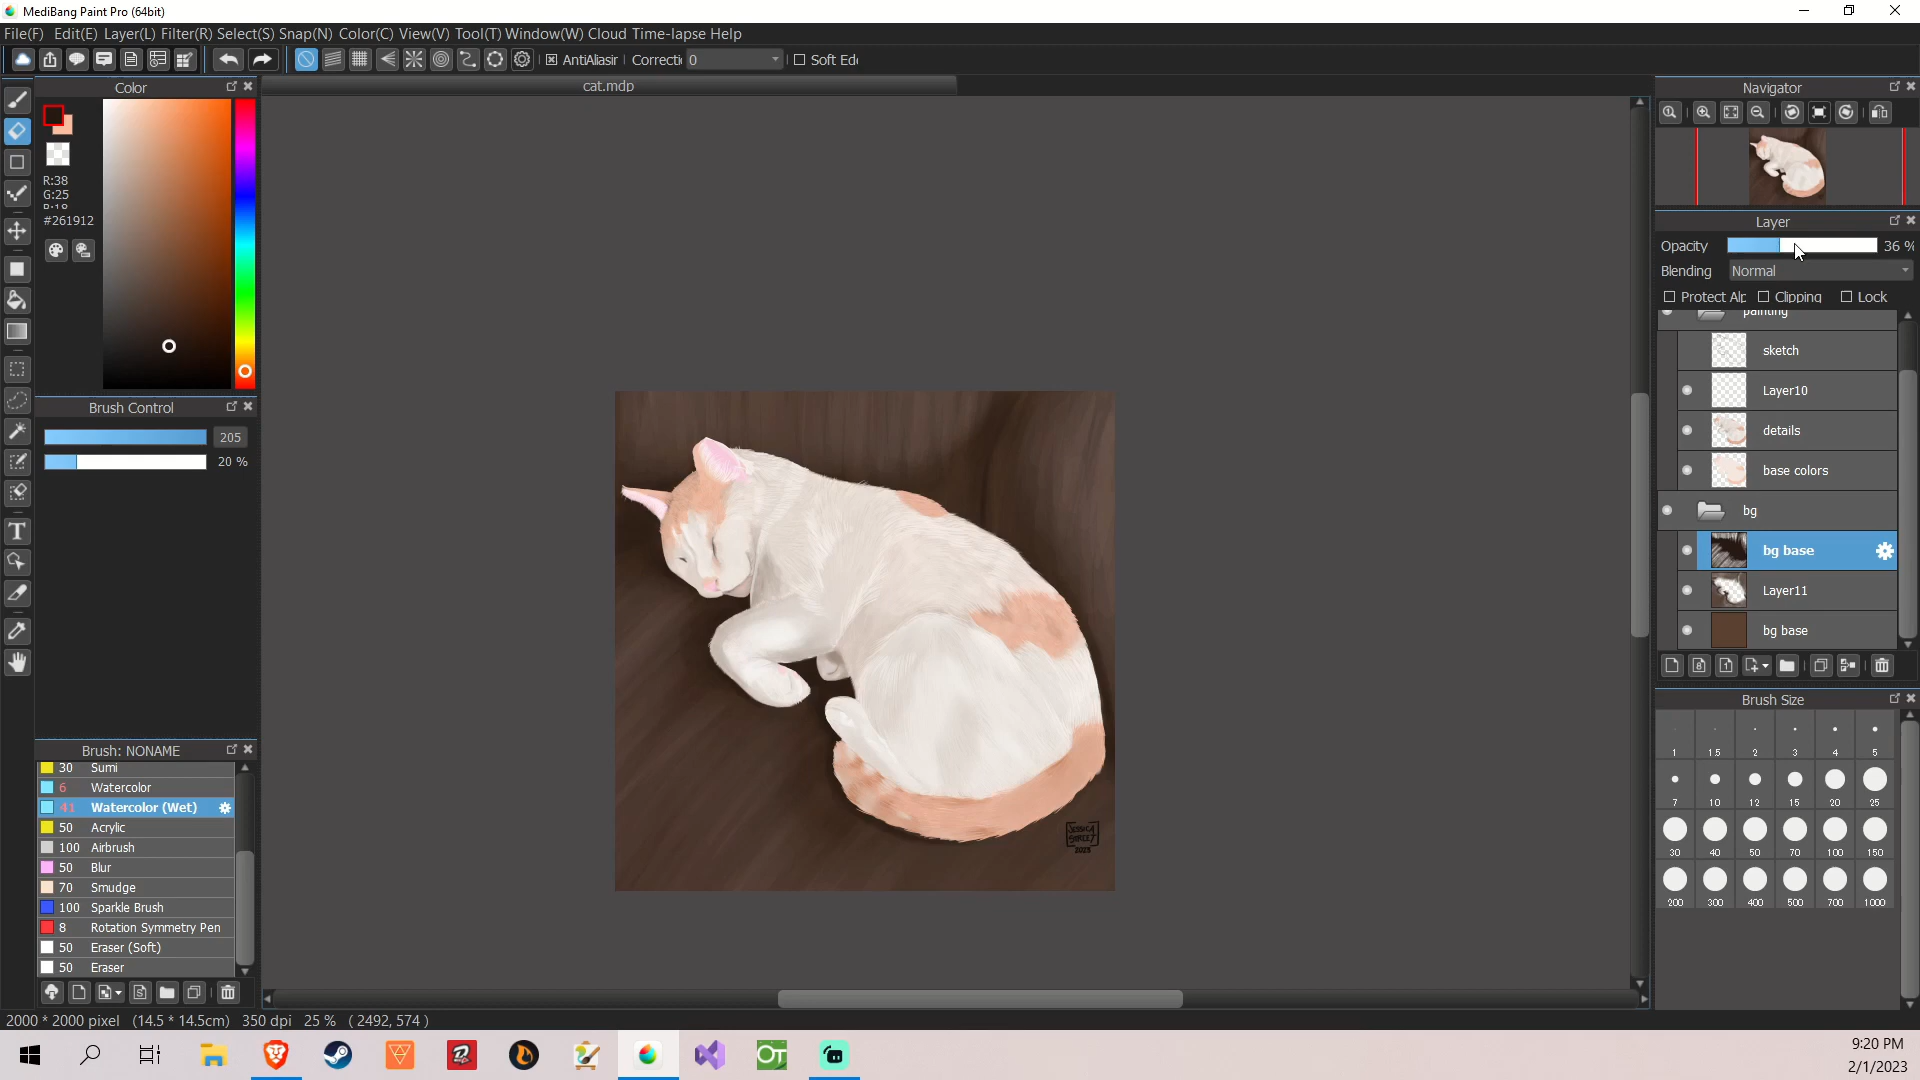 MediBang Paint Pro (64bit)
File(F) Edit(E) Layer(L) Filter(R) Select(S) Snap(N) Color(C) View(V) Tool(T) Window(W) Cloud Time-lapse Help
AntiAliasir Correcti 0 Soft Ed
cat.mdp
Color
R:38
G:25
B:18
#261912
Brush Control
205
20 %
Brush: NONAME
30 Sumi
6 Watercolor
41 Watercolor (Wet)
50 Acrylic
100 Airbrush
50 Blur
70 Smudge
100 Sparkle Brush
8 Rotation Symmetry Pen
50 Eraser (Soft)
50 Eraser
JESSICA
STREET
2023
Navigator
Layer
Opacity 36 %
Blending Normal
Protect Alp Clipping Lock
painting
sketch
Layer10
details
base colors
bg
bg base
Layer11
bg base
Brush Size
1 1.5 2 3 4 5
7 10 12 15 20 25
30 40 50 70 100 150
200 300 400 500 700 1000
2000 * 2000 pixel (14.5 * 14.5cm) 350 dpi 25 % ( 2492, 574 )
9:20 PM
2/1/2023